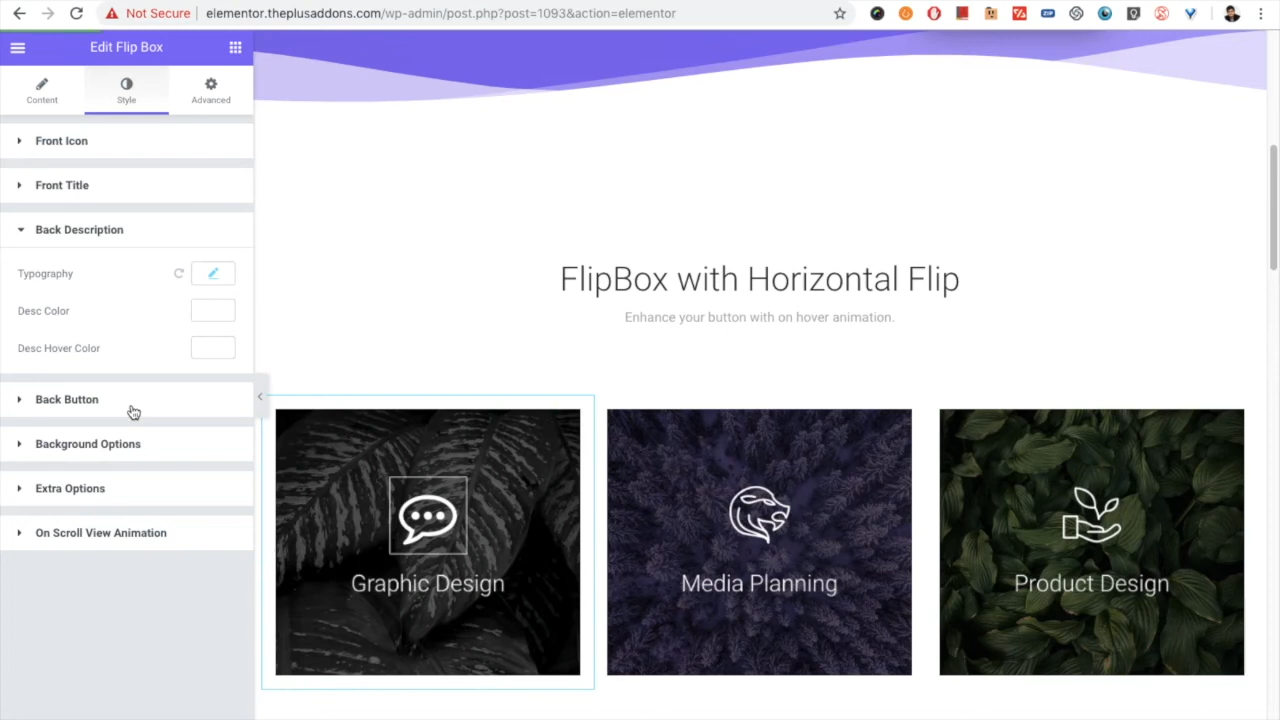 Not Secure | elementor.theplusaddons.com/wp-admin/post.php?post=1093&action=elementor
ZIP
Edit Flip Box
Content
Style
Advanced
Front Icon
Front Title
Back Description
Typography
Desc Color
Desc Hover Color
Back Button
Background Options
Extra Options
On Scroll View Animation
FlipBox with Horizontal Flip
Enhance your button with on hover animation.
Graphic Design
Media Planning
Product Design